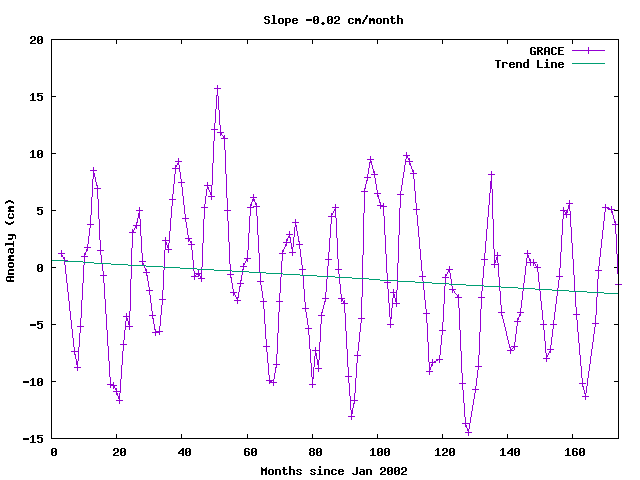 Slope -0.02 cm/month
GRACE
Trend Line
20
15
10
5
0
-5
-10
-15
Anomaly (cm)
0 20 40 60 80 100 120 140 160
Months since Jan 2002